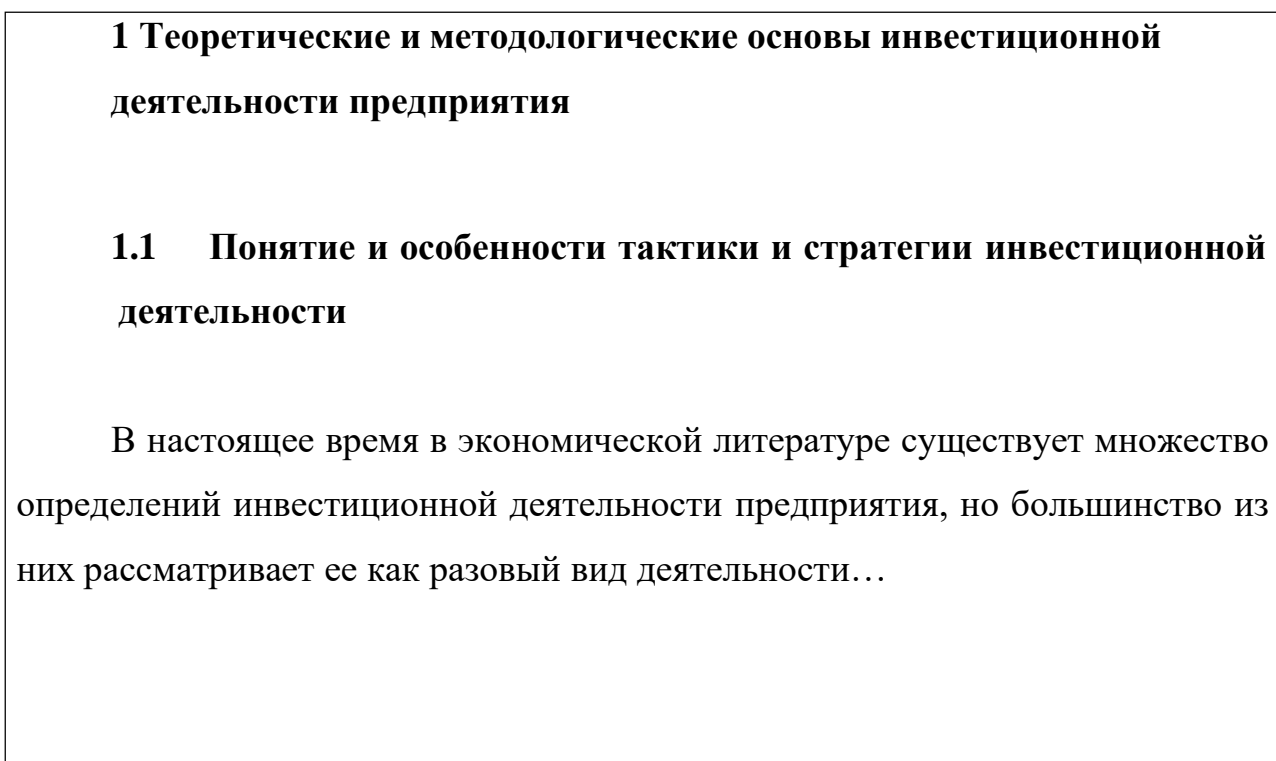 1 Теоретические и методологические основы инвестиционной
деятельности предприятия
1.1 Понятие и особенности тактики и стратегии инвестиционной
деятельности
В настоящее время в экономической литературе существует множество
определений инвестиционной деятельности предприятия, но большинство из
них рассматривает ее как разовый вид деятельности…